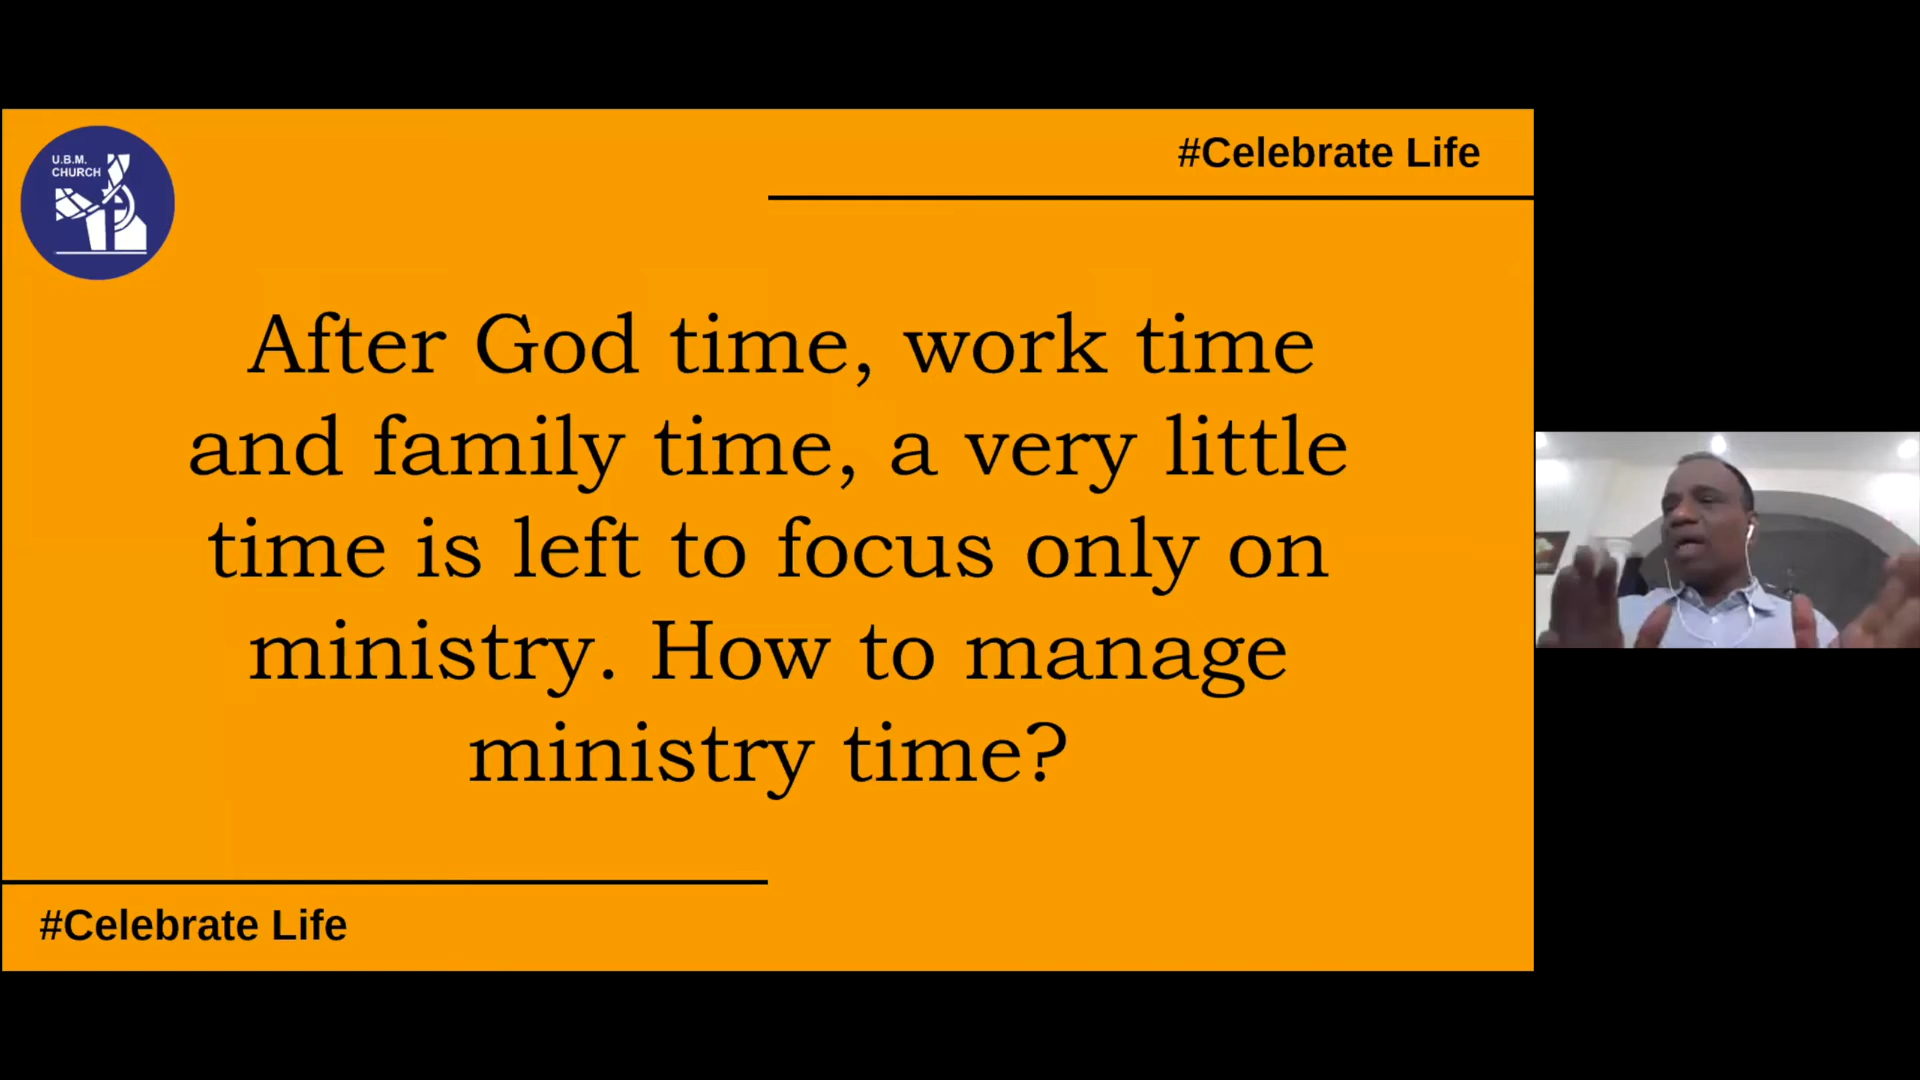 U.B.M.
CHURCH
#Celebrate Life
After God time, work time
and family time, a very little
time is left to focus only on
ministry. How to manage
ministry time?
#Celebrate Life